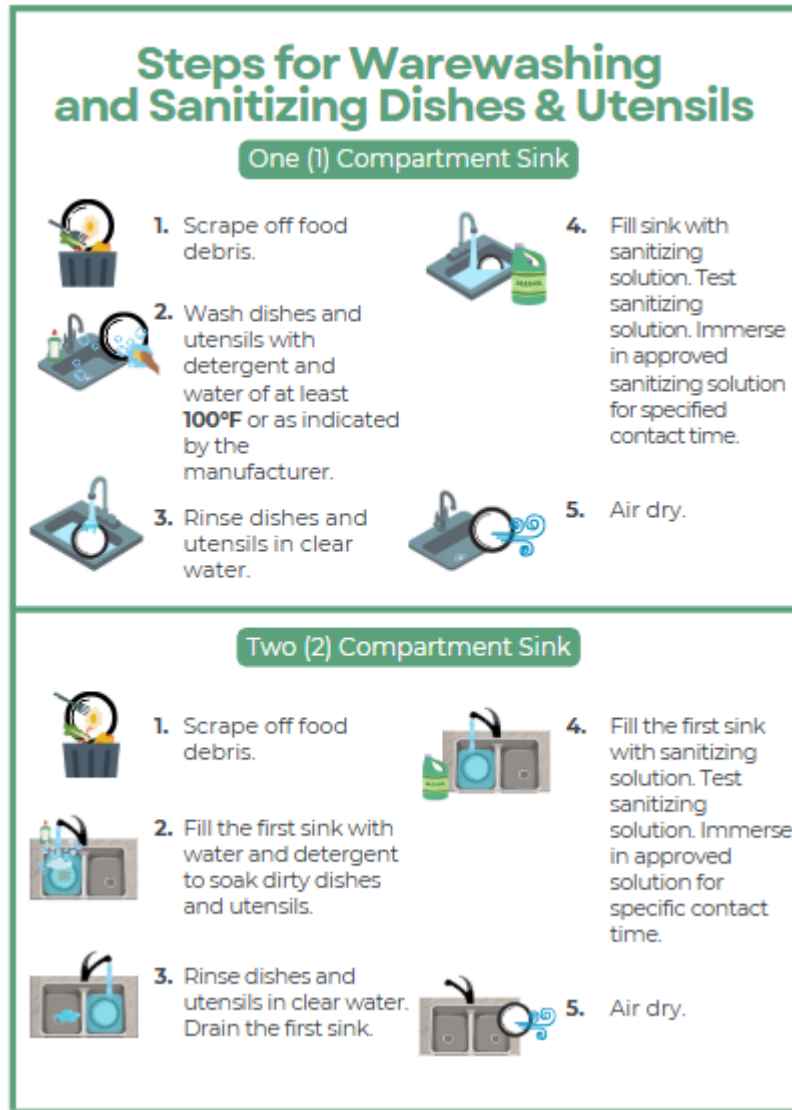 Steps for Warewashing
and Sanitizing Dishes & Utensils
One (1) Compartment Sink
1. Scrape off food
debris.
2. Wash dishes and
utensils with
detergent and
water of at least
100°F or as indicated
by the
manufacturer.
3. Rinse dishes and
utensils in clear
water.
4. Fill sink with
sanitizing
solution. Test
sanitizing
solution. Immerse
in approved
sanitizing solution
for specified
contact time.
5. Air dry.
Two (2) Compartment Sink
1. Scrape off food
debris.
2. Fill the first sink with
water and detergent
to soak dirty dishes
and utensils.
3. Rinse dishes and
utensils in clear water.
Drain the first sink.
4. Fill the first sink
with sanitizing
solution. Test
sanitizing
solution. Immerse
in approved
solution for
specific contact
time.
5. Air dry.